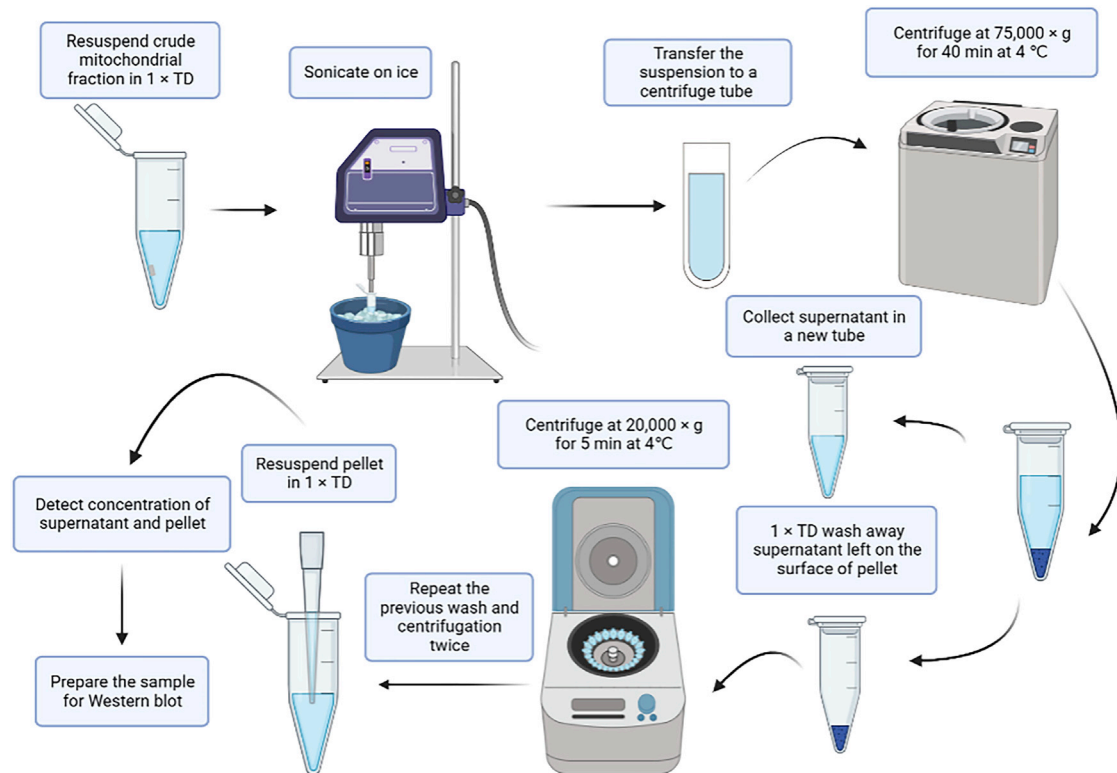 Resuspend crude
mitochondrial
fraction in 1 × TD
Sonicate on ice
Transfer the
suspension to a
centrifuge tube
Centrifuge at 75,000 × g
for 40 min at 4 °C
Collect supernatant in
a new tube
1 × TD wash away
supernatant left on the
surface of pellet
Centrifuge at 20,000 × g
for 5 min at 4℃
Repeat the
previous wash and
centrifugation
twice
Resuspend pellet
in 1 × TD
Detect concentration of
supernatant and pellet
Prepare the sample
for Western blot